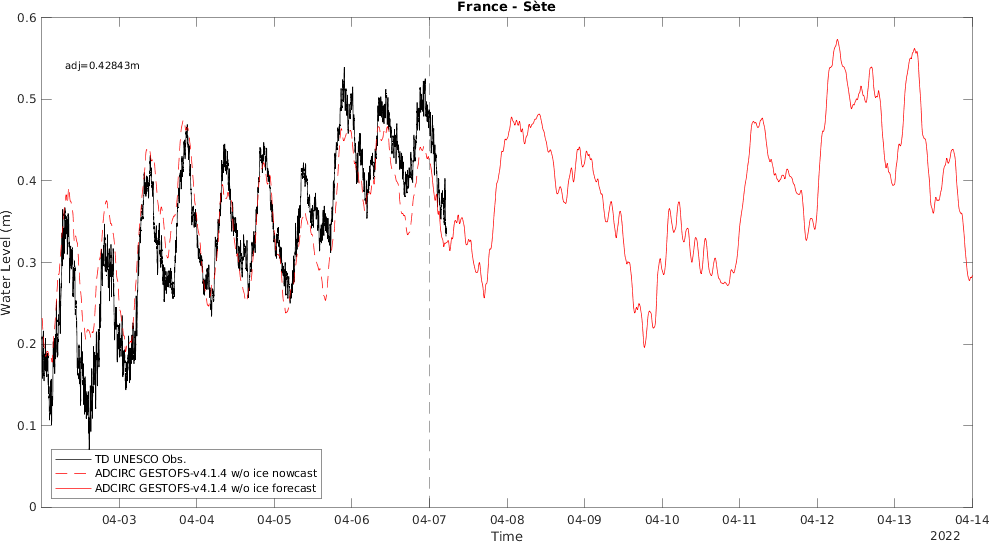 France - Sète
adj=0.42843m
Water Level (m)
0.6
0.5
0.4
0.3
0.2
0.1
0
TD UNESCO Obs.
ADCIRC GESTOFS-v4.1.4 w/o ice nowcast
ADCIRC GESTOFS-v4.1.4 w/o ice forecast
04-03 04-04 04-05 04-06 04-07 04-08 04-09 04-10 04-11 04-12 04-13 04-14
Time
2022